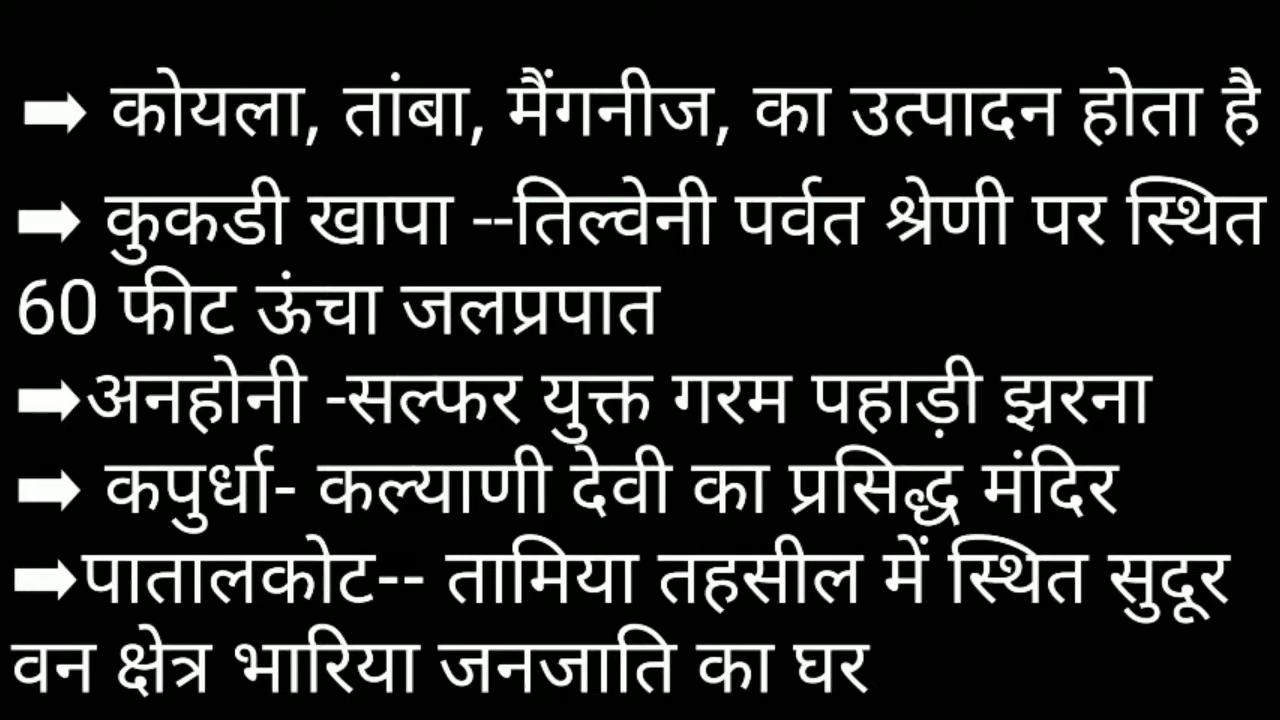 ➡ कोयला, तांबा, मैंगनीज, का उत्पादन होता है
➡ कुकडी खापा --तिल्वेनी पर्वत श्रेणी पर स्थित
60 फीट ऊंचा जलप्रपात
➡अनहोनी -सल्फर युक्त गरम पहाड़ी झरना
➡ कपुर्धा- कल्याणी देवी का प्रसिद्ध मंदिर
➡पातालकोट-- तामिया तहसील में स्थित सुदूर
वन क्षेत्र भारिया जनजाति का घर